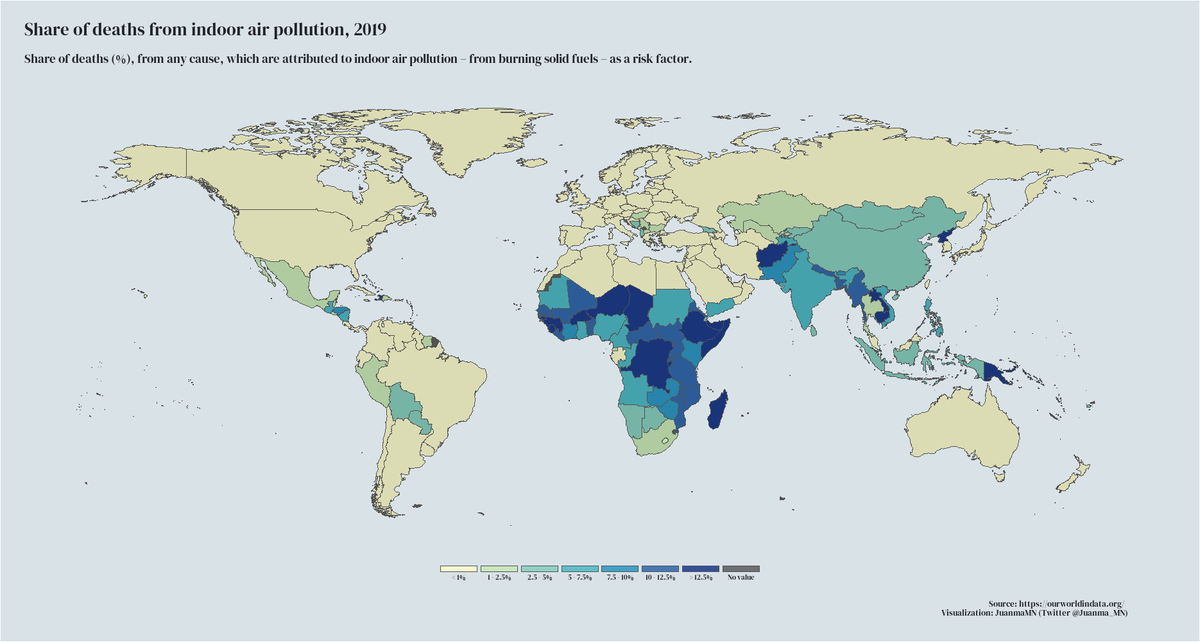 Share of deaths from indoor air pollution, 2019
Share of deaths (%), from any cause, which are attributed to indoor air pollution – from burning solid fuels – as a risk factor.
< 1% 1 - 2.5% 2.5 - 5% 5 - 7.5% 7.5 - 10% 10 - 12.5% > 12.5% No value
Source: https://ourworldindata.org/
Visualization: JuanmaMN (Twitter @Juanma_MN)